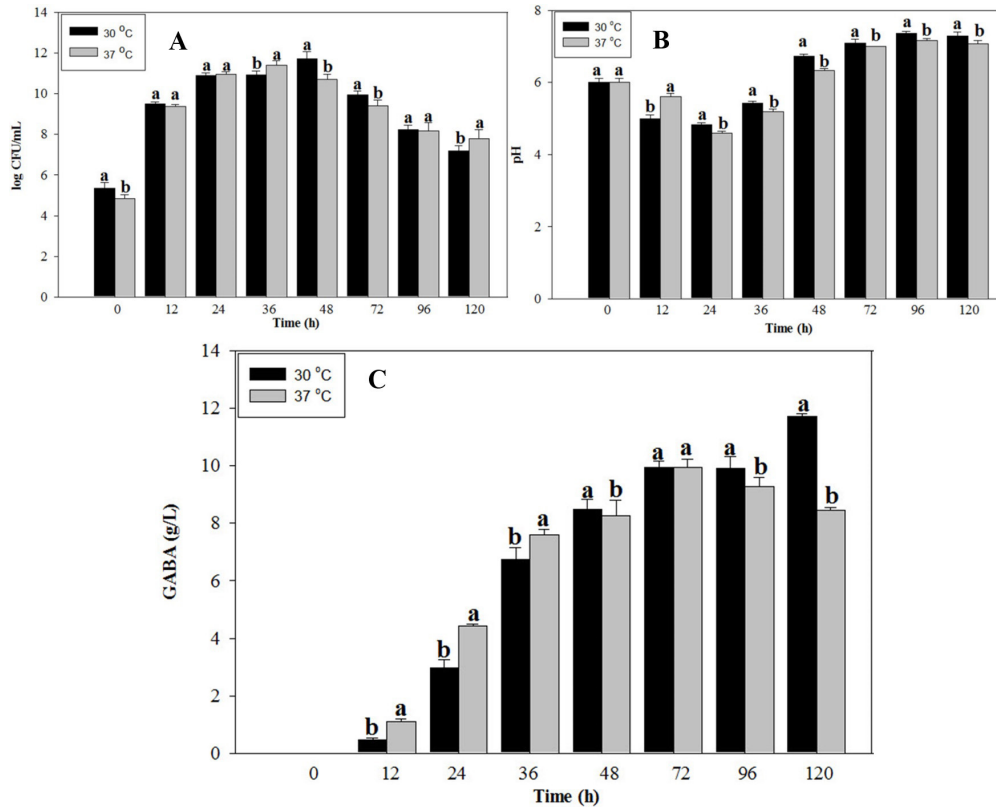 A
30 °C
37 °C
14
12
10
8
6
4
2
0
log CFU/mL
a b a a a a b a a b a b a a b a
0 12 24 36 48 72 96 120
Time (h)
B
30 °C
37 °C
8
6
4
2
0
pH
a a b a a b a b a b a b a b a b
0 12 24 36 48 72 96 120
Time (h)
C
30 °C
37 °C
14
12
10
8
6
4
2
0
GABA (g/L)
b a b a b a a b a a a b a b
0 12 24 36 48 72 96 120
Time (h)